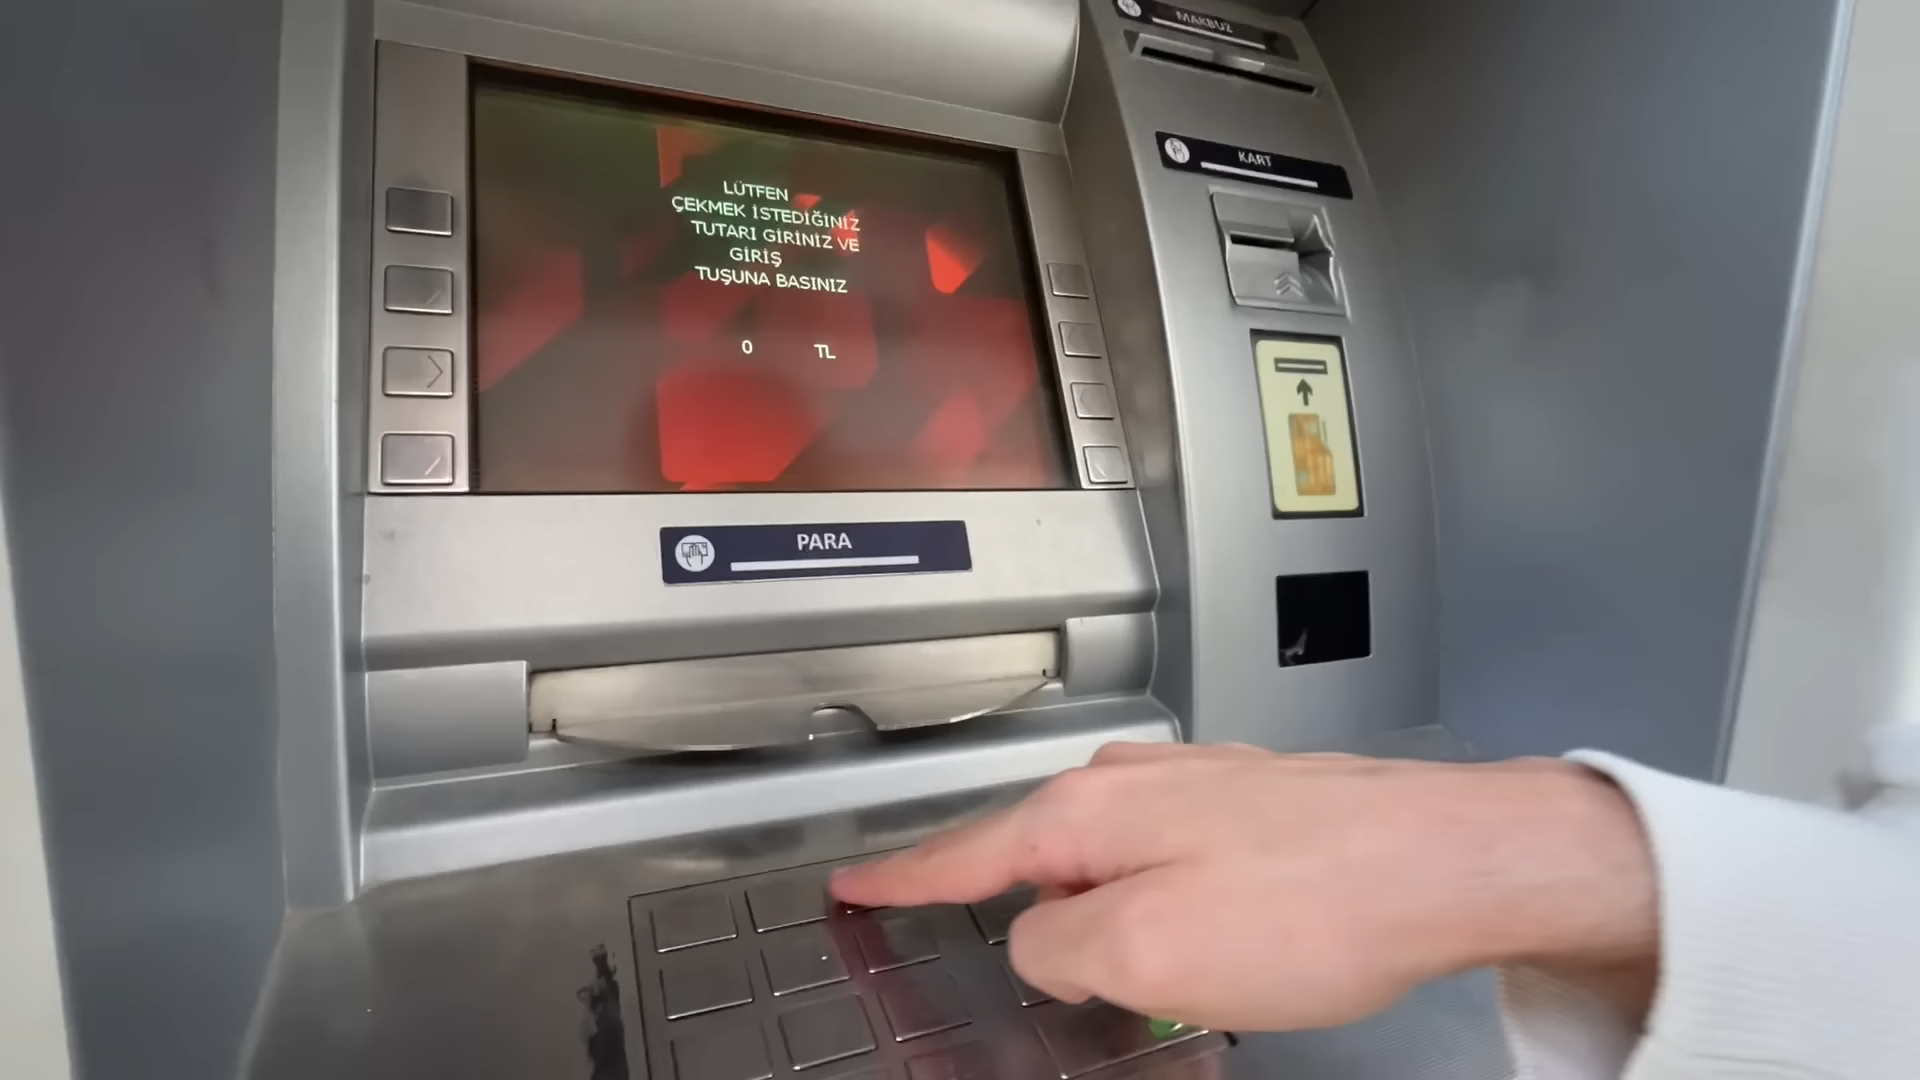 MAKBUZ
KART
LÜTFEN
ÇEKMEK İSTEDİĞİNİZ
TUTARI GİRİNİZ VE
GİRİŞ
TUŞUNA BASINIZ
0 TL
PARA